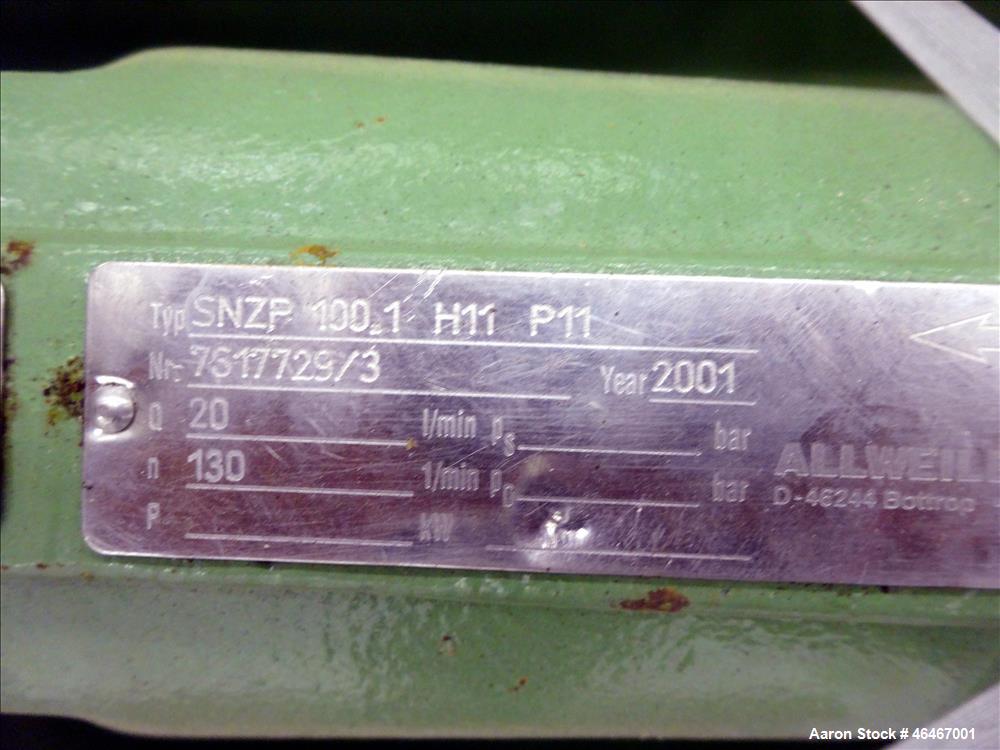 Typ SNZP 100.1 H11 P11
Nr. 7617729/3 Year 2001
Q 20 l/min ps bar
n 130 1/min pD bar
P kW
ALLWEIL
D-46244 Bottrop
Aaron Stock # 46467001